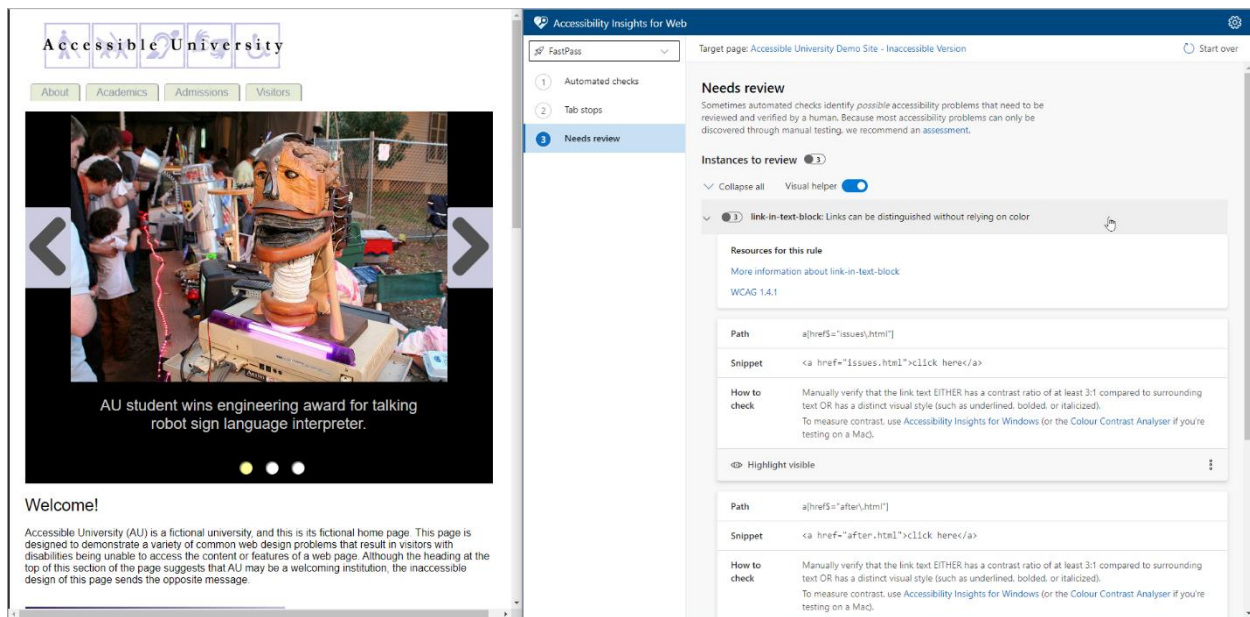 Accessible University
About
Academics
Admissions
Visitors
AU student wins engineering award for talking
robot sign language interpreter.
Welcome!
Accessible University (AU) is a fictional university, and this is its fictional home page. This page is
designed to demonstrate a variety of common web design problems that result in visitors with
disabilities being unable to access the content or features of a web page. Although the heading at the
top of this section of the page suggests that AU may be a welcoming institution, the inaccessible
design of this page sends the opposite message.
Accessibility Insights for Web
FastPass
1 Automated checks
2 Tab stops
3 Needs review
Target page: Accessible University Demo Site - Inaccessible Version
Start over
Needs review
Sometimes automated checks identify possible accessibility problems that need to be
reviewed and verified by a human. Because most accessibility problems can only be
discovered through manual testing, we recommend an assessment.
Instances to review 3
Collapse all
Visual helper
3 link-in-text-block: Links can be distinguished without relying on color
Resources for this rule
More information about link-in-text-block
WCAG 1.4.1
Path a[href$="issues\,html"]
Snippet <a href="issues.html">click here</a>
How to check Manually verify that the link text EITHER has a contrast ratio of at least 3:1 compared to surrounding
text OR has a distinct visual style (such as underlined, bolded, or italicized).
To measure contrast, use Accessibility Insights for Windows (or the Colour Contrast Analyser if you're
testing on a Mac).
Highlight visible
Path a[href$="after\,html"]
Snippet <a href="after.html">click here</a>
How to check Manually verify that the link text EITHER has a contrast ratio of at least 3:1 compared to surrounding
text OR has a distinct visual style (such as underlined, bolded, or italicized).
To measure contrast, use Accessibility Insights for Windows (or the Colour Contrast Analyser if you're
testing on a Mac).